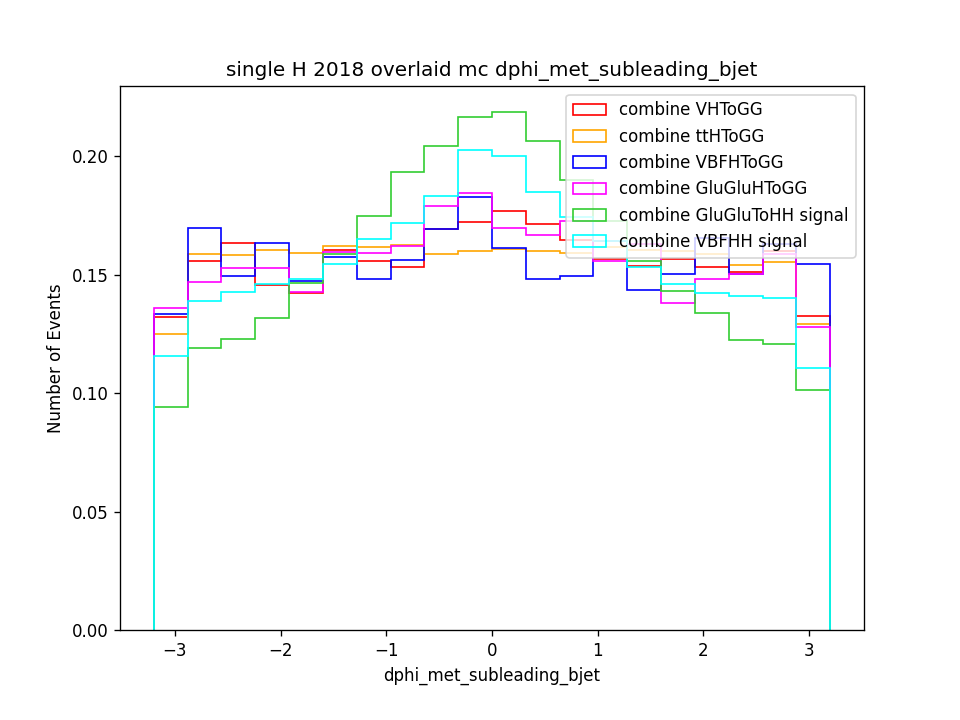 single H 2018 overlaid mc dphi_met_subleading_bjet
combine VHToGG
combine ttHToGG
combine VBFHToGG
combine GluGluHToGG
combine GluGluToHH signal
combine VBFHH signal
0.20
0.15
0.10
0.05
0.00
Number of Events
−3
−2
−1
0
1
2
3
dphi_met_subleading_bjet